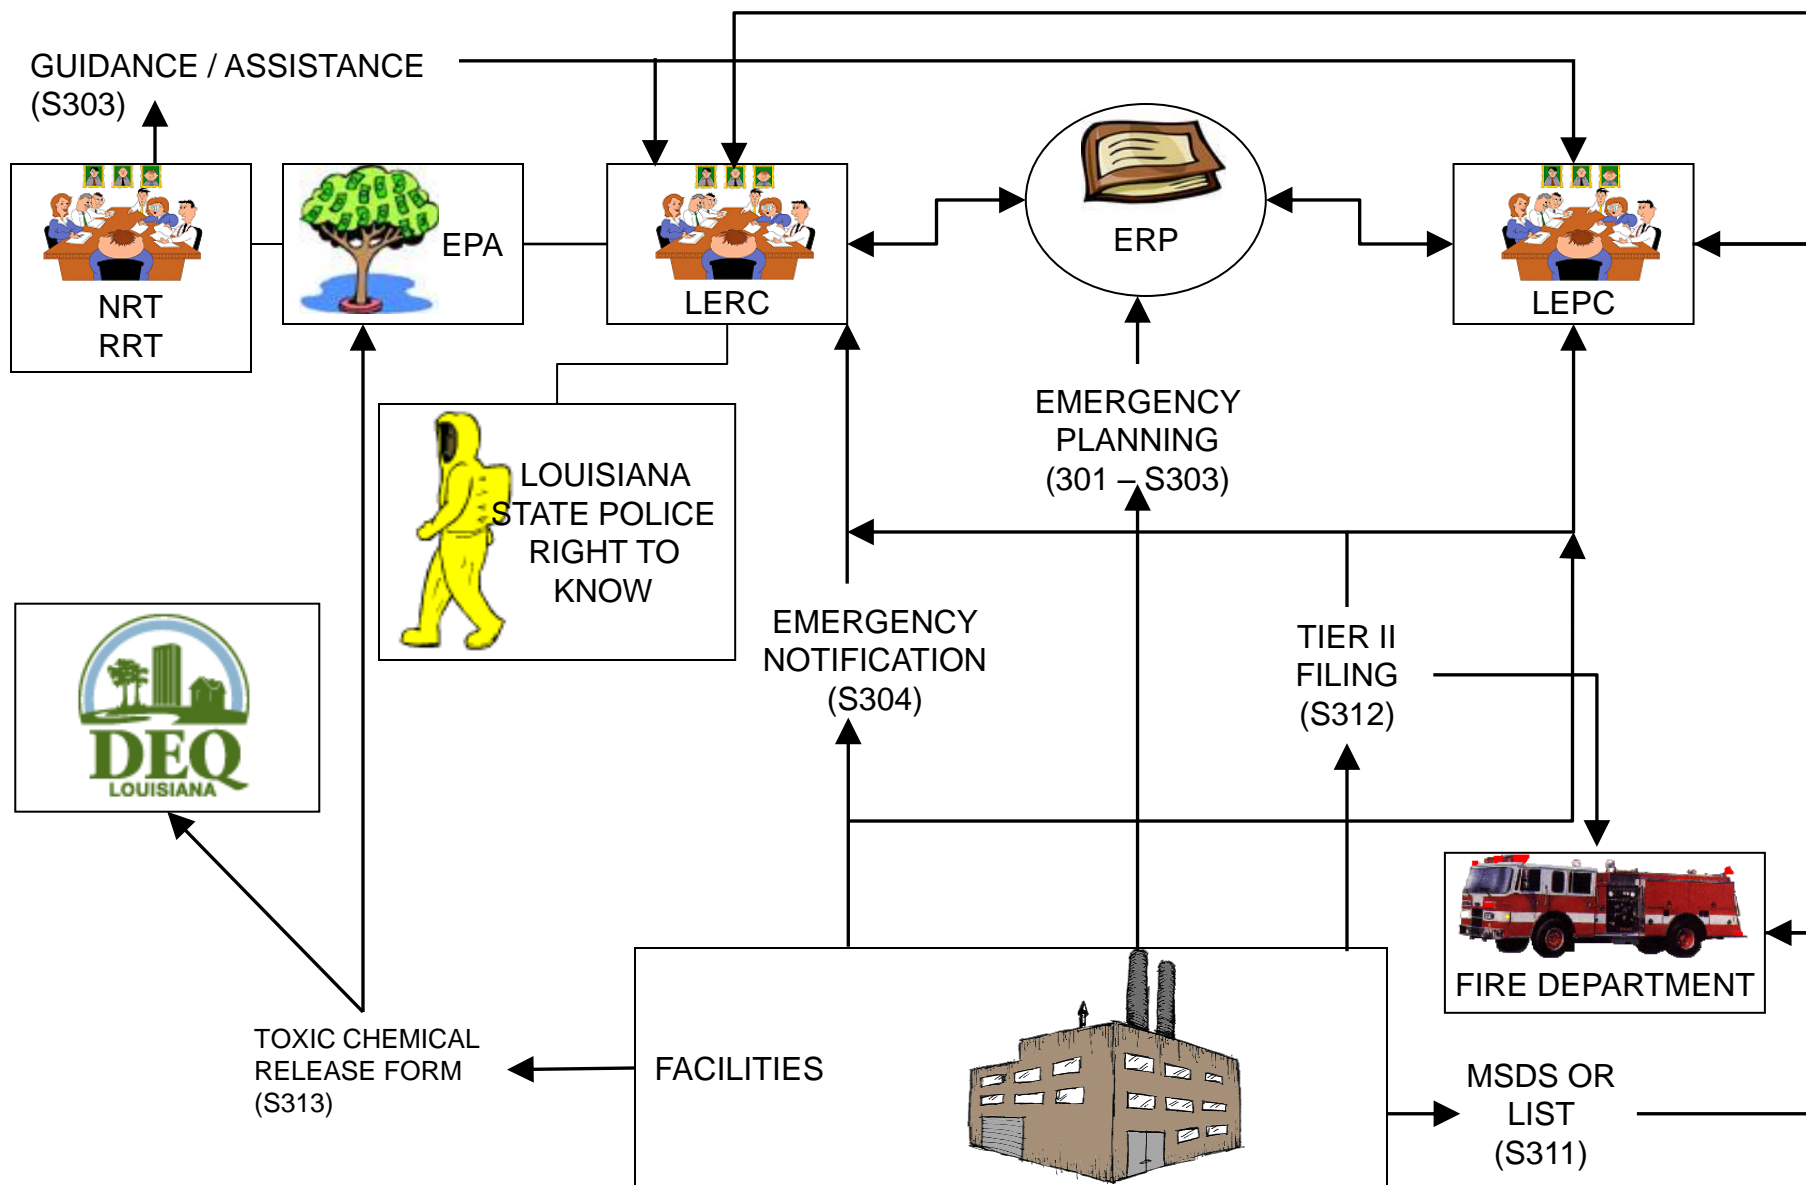 GUIDANCE / ASSISTANCE
(S303)
NRT
RRT
EPA
LERC
ERP
LEPC
EMERGENCY
PLANNING
(301 – S303)
LOUISIANA
STATE POLICE
RIGHT TO
KNOW
EMERGENCY
NOTIFICATION
(S304)
TIER II
FILING
(S312)
DEQ
LOUISIANA
FIRE DEPARTMENT
TOXIC CHEMICAL
RELEASE FORM
(S313)
FACILITIES
MSDS OR
LIST
(S311)